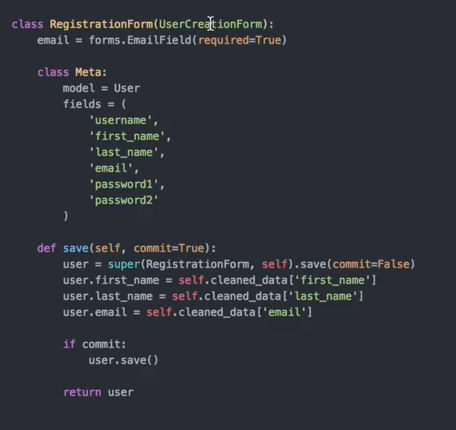 class RegistrationForm(UserCreationForm):
    email = forms.EmailField(required=True)

    class Meta:
        model = User
        fields = (
            'username',
            'first_name',
            'last_name',
            'email',
            'password1',
            'password2'
        )

    def save(self, commit=True):
        user = super(RegistrationForm, self).save(commit=False)
        user.first_name = self.cleaned_data['first_name']
        user.last_name = self.cleaned_data['last_name']
        user.email = self.cleaned_data['email']

        if commit:
            user.save()

        return user